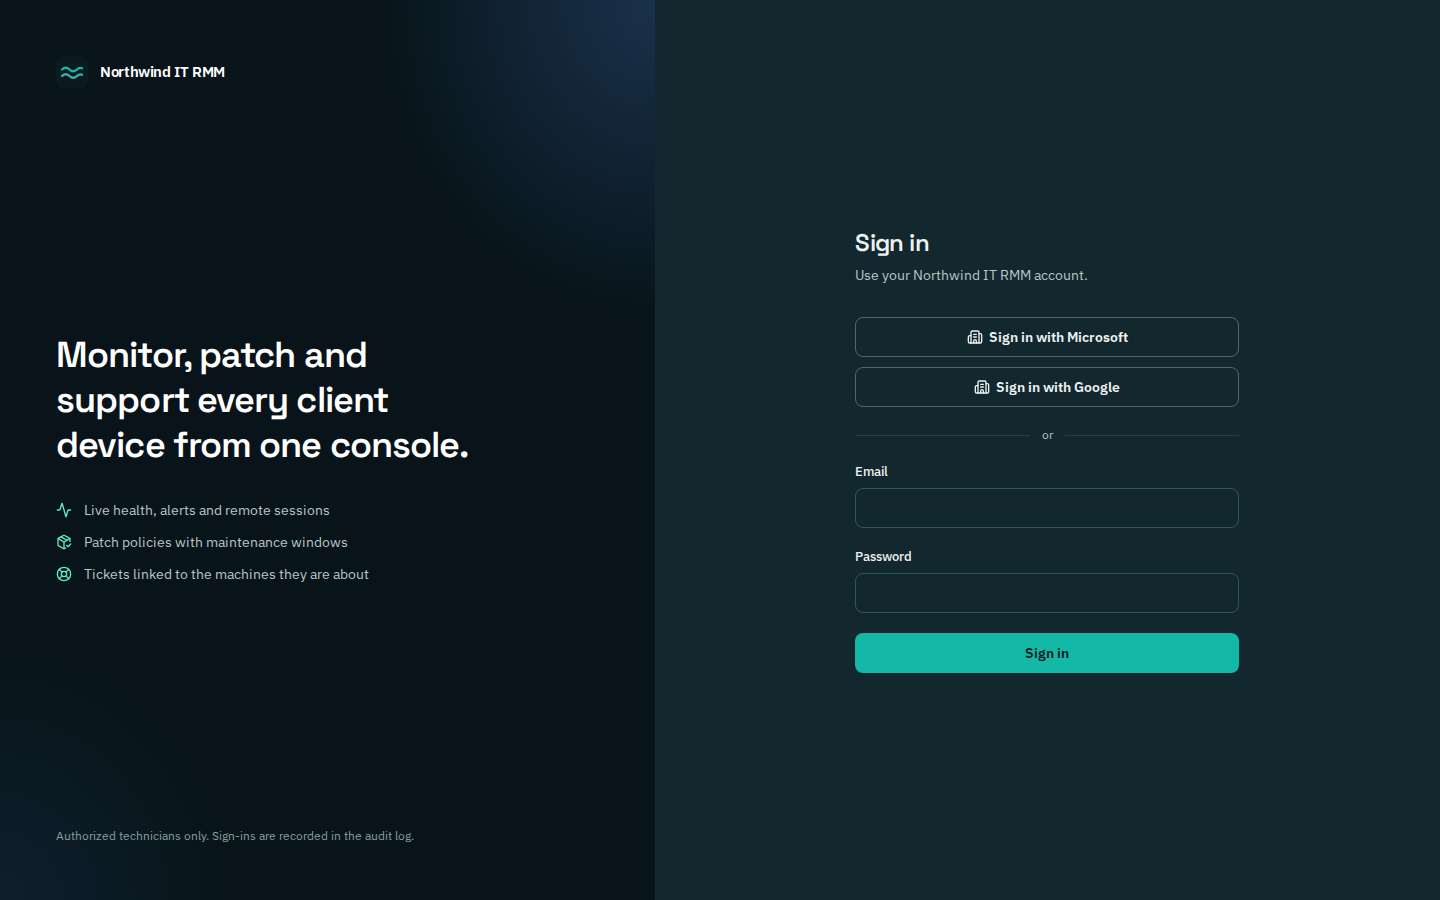 Northwind IT RMM
Monitor, patch and
support every client
device from one console.
Live health, alerts and remote sessions
Patch policies with maintenance windows
Tickets linked to the machines they are about
Authorized technicians only. Sign-ins are recorded in the audit log.
Sign in
Use your Northwind IT RMM account.
Sign in with Microsoft
Sign in with Google
or
Email
Password
Sign in